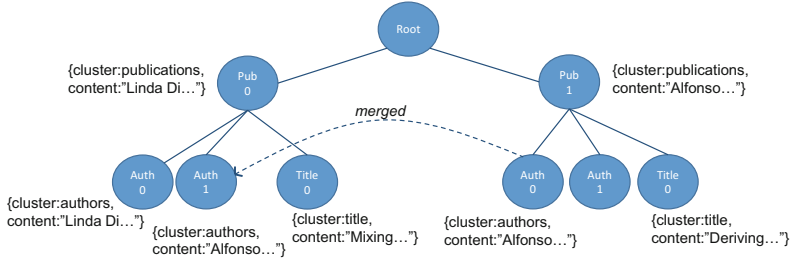 Root
{cluster:publications,
content:"Linda Di…"}
Pub
0
Pub
1
{cluster:publications,
content:"Alfonso…"}
merged
Auth
0
Auth
1
Title
0
Auth
0
Auth
1
Title
0
{cluster:authors,
content:"Linda Di…"}
{cluster:authors,
content:"Alfonso…"}
{cluster:title,
content:"Mixing…"}
{cluster:authors,
content:"Alfonso…"}
{cluster:title,
content:"Deriving…"}